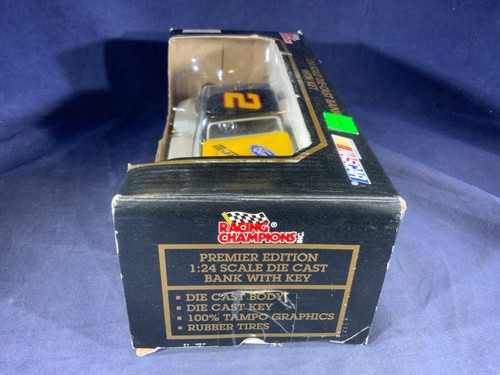 2
Ford
NASCAR
RACING
CHAMPIONS INC.
®
PREMIER EDITION
1:24 SCALE DIE CAST
BANK WITH KEY
▪ DIE CAST BODY
▪ DIE CAST KEY
▪ 100% TAMPO GRAPHICS
▪ RUBBER TIRES